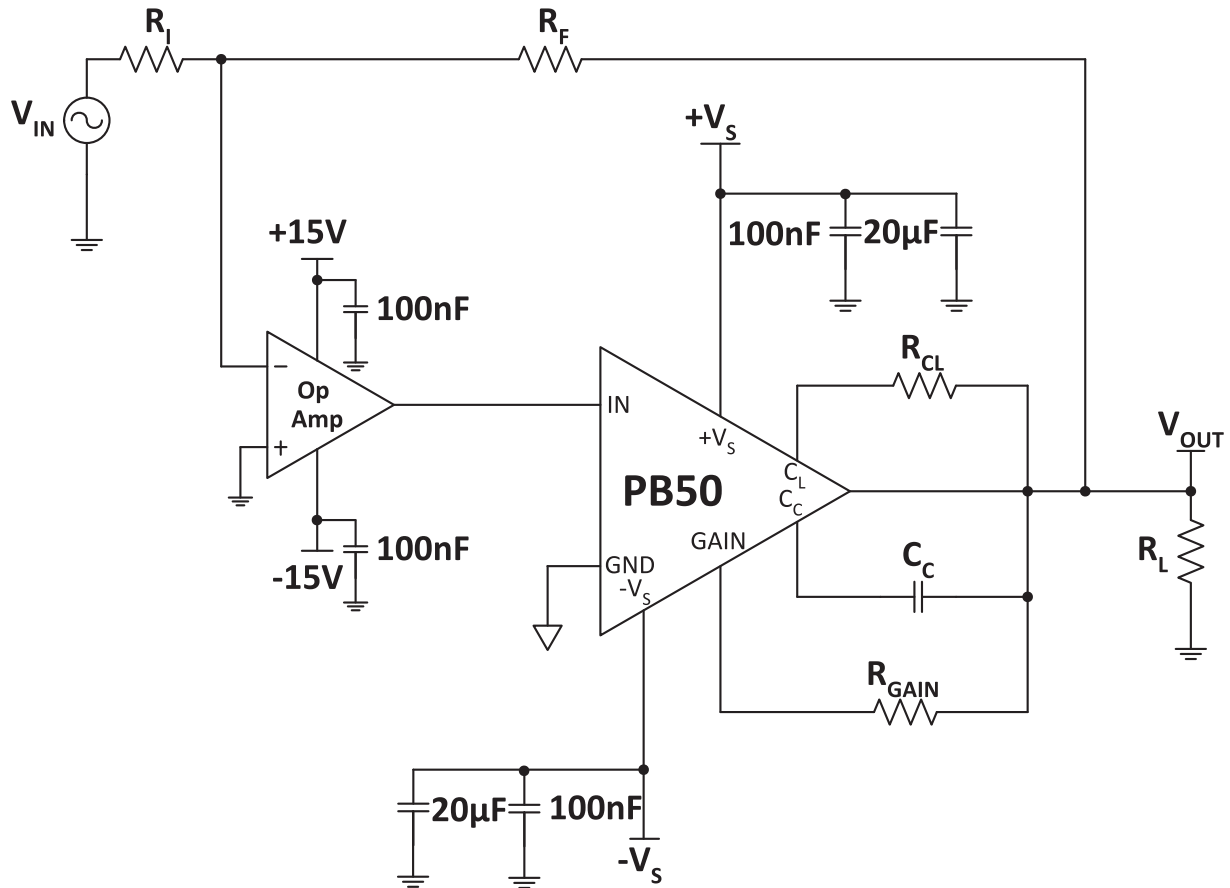 R_I
R_F
V_IN
+V_S
+15V
100nF
20µF
100nF
R_CL
Op
Amp
−
+
IN
+V_S
V_OUT
C_L
PB50
C_C
GAIN
100nF
-15V
GND
-V_S
C_C
R_L
R_GAIN
20µF
100nF
-V_S